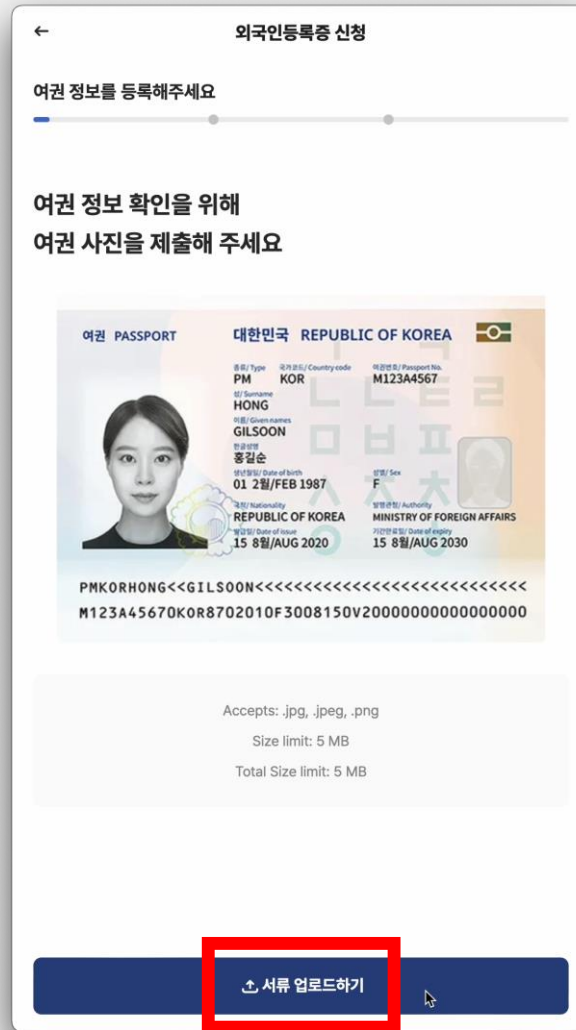 ←
외국인등록증 신청
여권 정보를 등록해주세요
여권 정보 확인을 위해
여권 사진을 제출해 주세요
여권 PASSPORT
대한민국 REPUBLIC OF KOREA
종류/Type 국가코드/Country code 여권번호/Passport No.
PM KOR M123A4567
성/Surname
HONG
이름/Given names
GILSOON
한글성명
홍길순
생년월일/Date of birth 성별/Sex
01 2월/FEB 1987 F
국적/Nationality 발행관청/Authority
REPUBLIC OF KOREA MINISTRY OF FOREIGN AFFAIRS
발급일/Date of issue 기간만료일/Date of expiry
15 8월/AUG 2020 15 8월/AUG 2030
PMKORHONG<<GILSOON<<<<<<<<<<<<<<<<<<<<<<<<<<
M123A45670KOR8702010F3008150V20000000000000000
Accepts: .jpg, .jpeg, .png
Size limit: 5 MB
Total Size limit: 5 MB
서류 업로드하기